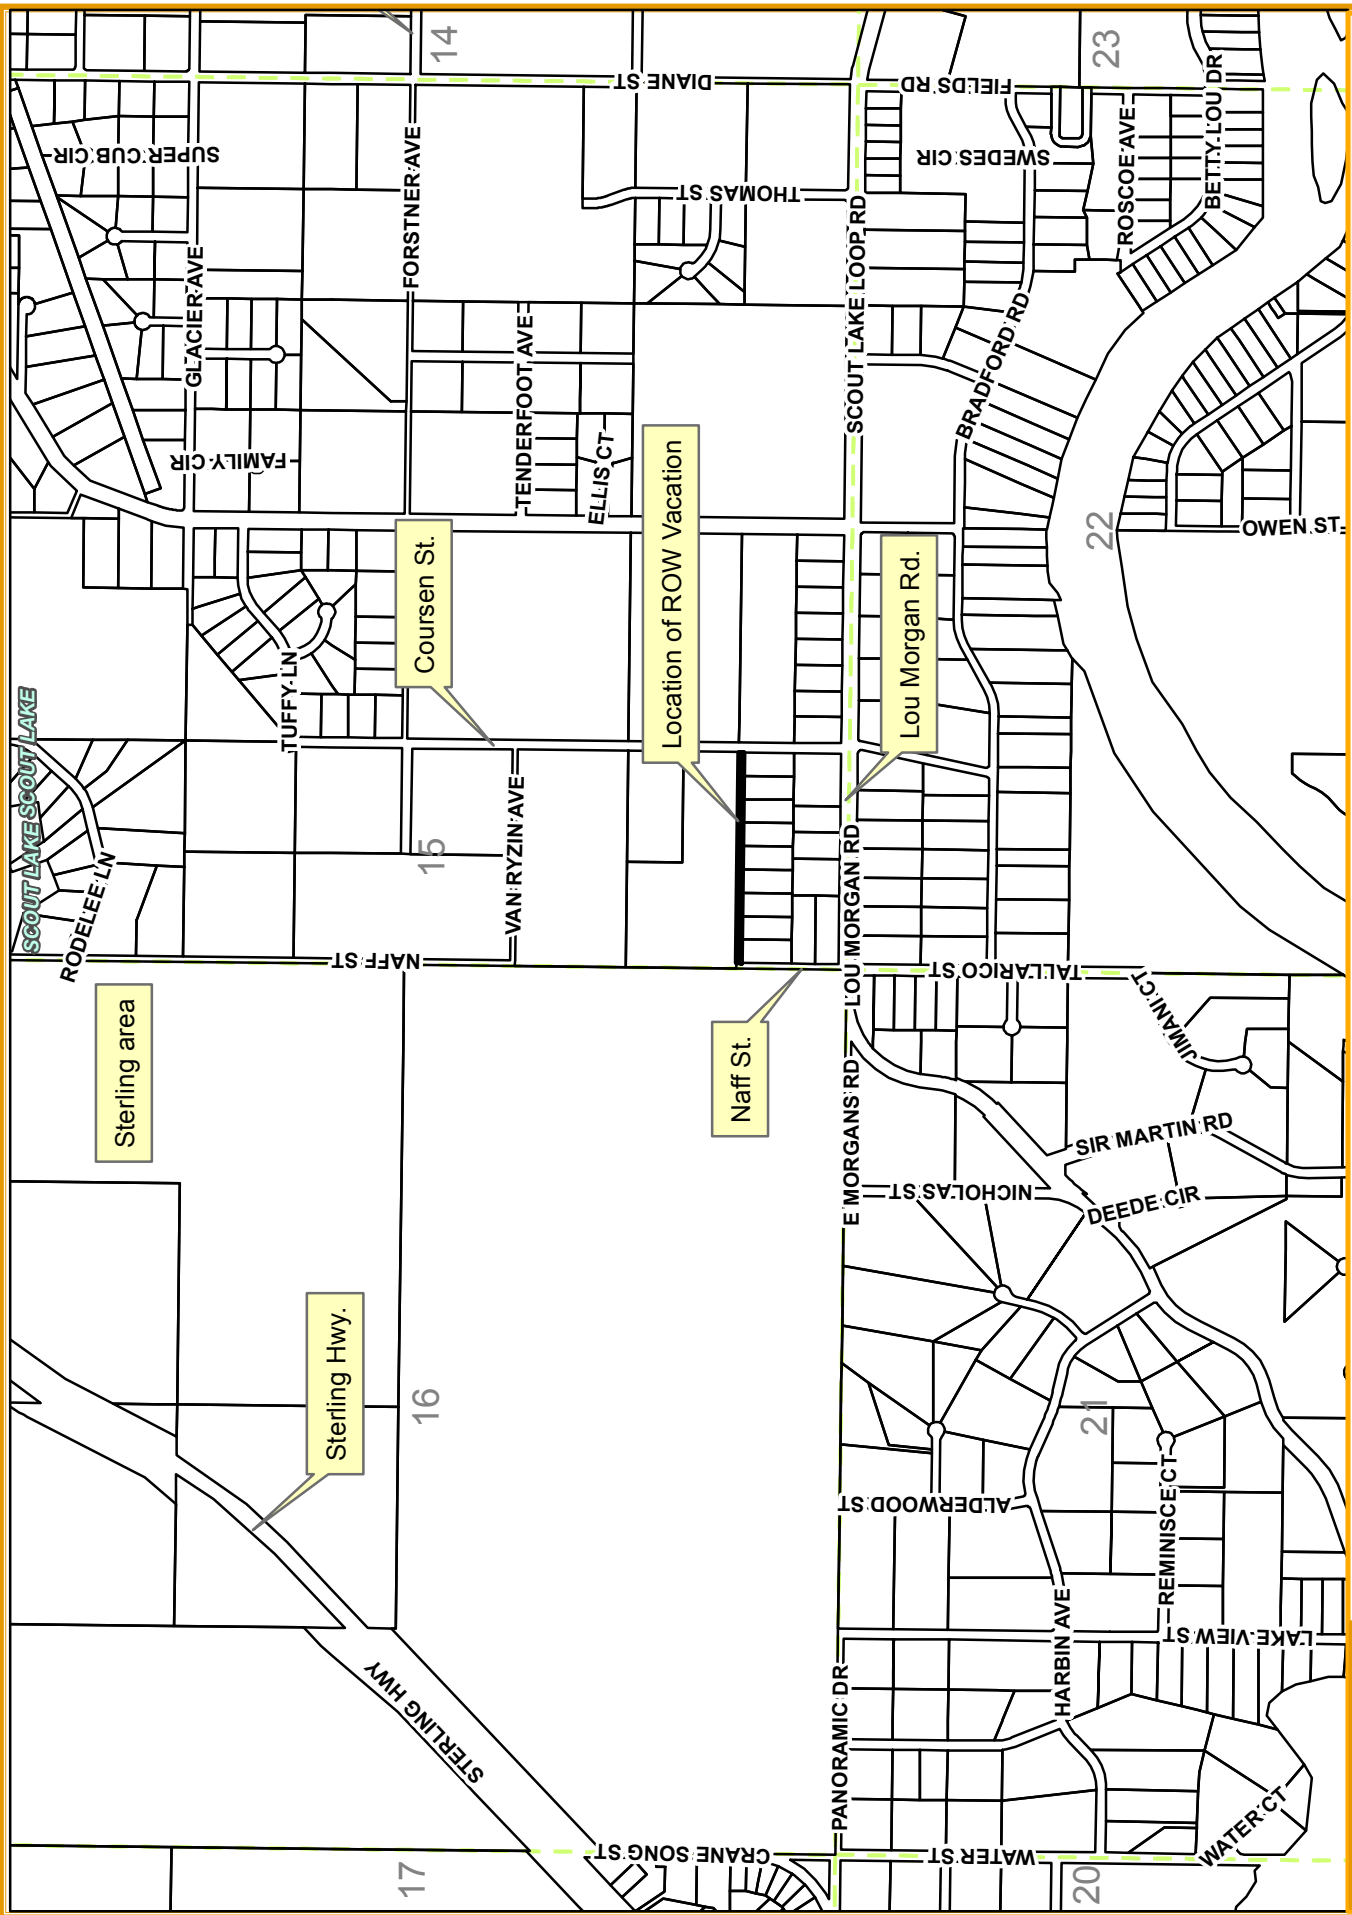 SCOUT LAKE SCOUT LAKE
RODELEE LN
NAFF ST
Sterling area
Sterling Hwy.
STERLING HWY
17
16
15
14
TUFFY LN
FAMILY CIR
GLACIER AVE
SUPER CUB CIR
FORSTNER AVE
DIANE ST
TENDERFOOT AVE
ELLIS CT
THOMAS ST
Coursen St.
VAN RYZIN AVE
Location of ROW Vacation
Naff St.
Lou Morgan Rd.
CRANE SONG ST
PANORAMIC DR
E MORGANS RD
LOU MORGAN RD
SCOUT LAKE LOOP RD
FIELDS RD
SWEDES CIR
BRADFORD RD
ROSCOE AVE
BETTY LOU DR
23
22
OWEN ST
TALLARICO ST
JIMANI CT
NICHOLAS ST
SIR MARTIN RD
DEEDE CIR
ALDERWOOD ST
21
REMINISCE CT
HARBIN AVE
LAKE VIEW ST
WATER ST
WATER CT
20